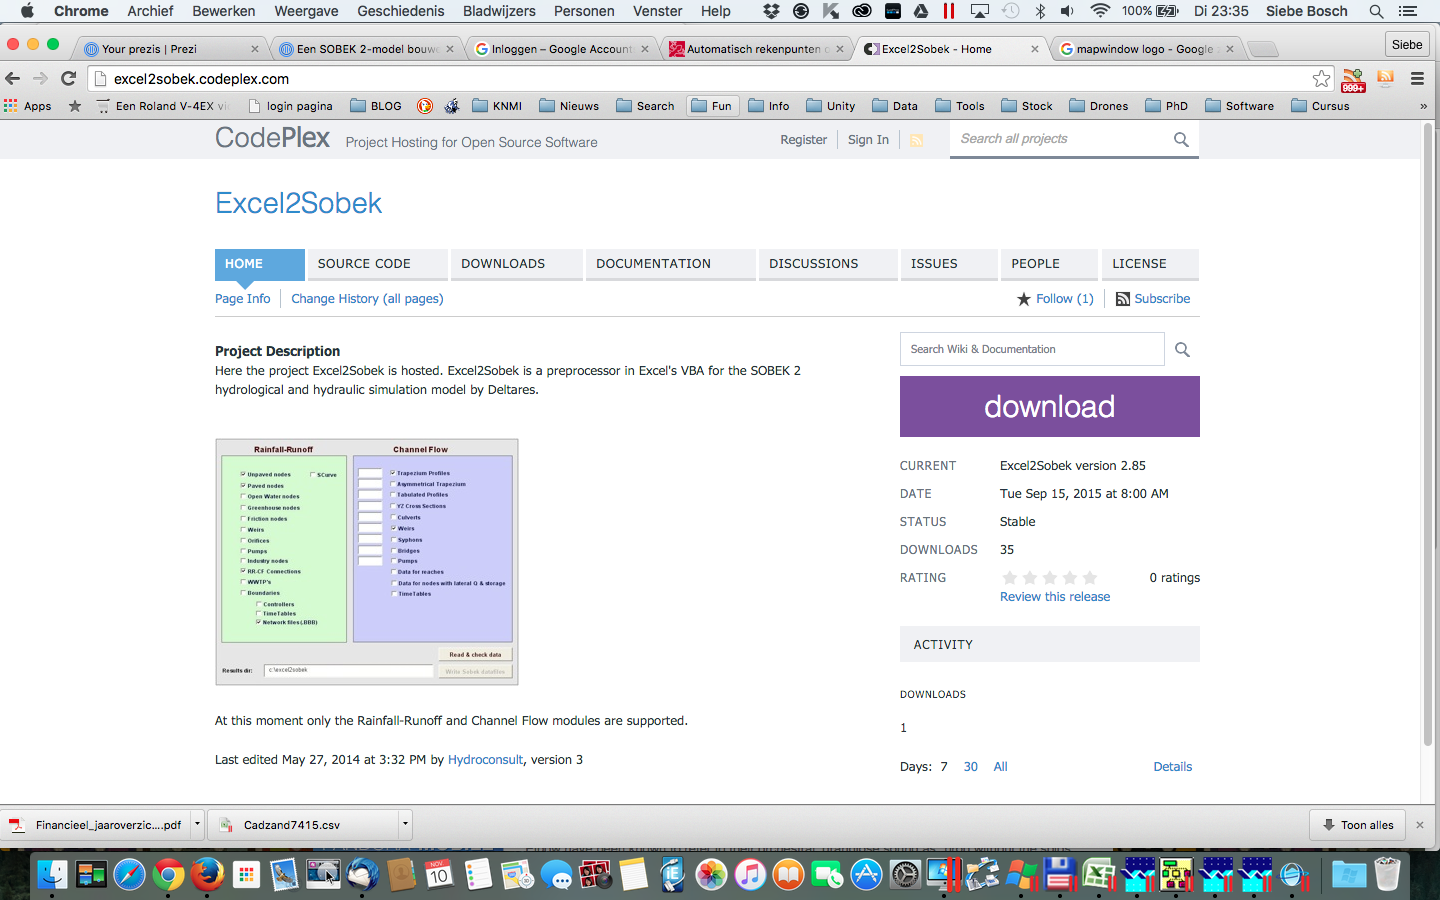 Chrome Archief Bewerken Weergave Geschiedenis Bladwijzers Personen Venster Help 100% Di 23:35 Siebe Bosch
Your prezis | Prezi
Een SOBEK 2-model bouw
Inloggen – Google Accoun
Automatisch rekenpunten
Excel2Sobek - Home
mapwindow logo - Google
Siebe
excel2sobek.codeplex.com
999+
Apps Een Roland V-4EX vi login pagina BLOG KNMI Nieuws Search Fun Info Unity Data Tools Stock Drones PhD Software Cursus »
CodePlex Project Hosting for Open Source Software
Register Sign In
Search all projects
Excel2Sobek
HOME SOURCE CODE DOWNLOADS DOCUMENTATION DISCUSSIONS ISSUES PEOPLE LICENSE
Page Info Change History (all pages)
Follow (1) Subscribe
Project Description
Here the project Excel2Sobek is hosted. Excel2Sobek is a preprocessor in Excel's VBA for the SOBEK 2
hydrological and hydraulic simulation model by Deltares.
Rainfall-Runoff
Unpaved nodes SCurve
Paved nodes
Open Water nodes
Greenhouse nodes
Friction nodes
Weirs
Orifices
Pumps
Industry nodes
RR-CF Connections
WWTP's
Boundaries
Controllers
TimeTables
Network files (.BBB)
Channel Flow
Trapezium Profiles
Asymmetrical Trapezium
Tabulated Profiles
YZ Cross Sections
Culverts
Weirs
Syphons
Bridges
Pumps
Data for reaches
Data for nodes with lateral Q & storage
TimeTables
Read & check data
Results dir: c:\excel2sobek
Write Sobek datafiles
At this moment only the Rainfall-Runoff and Channel Flow modules are supported.
Last edited May 27, 2014 at 3:32 PM by Hydroconsult, version 3
Search Wiki & Documentation
download
CURRENT Excel2Sobek version 2.85
DATE Tue Sep 15, 2015 at 8:00 AM
STATUS Stable
DOWNLOADS 35
RATING 0 ratings
Review this release
ACTIVITY
DOWNLOADS
1
Days: 7 30 All Details
Financieel_jaaroverzic....pdf
Cadzand7415.csv
Toon alles
NOV.
10